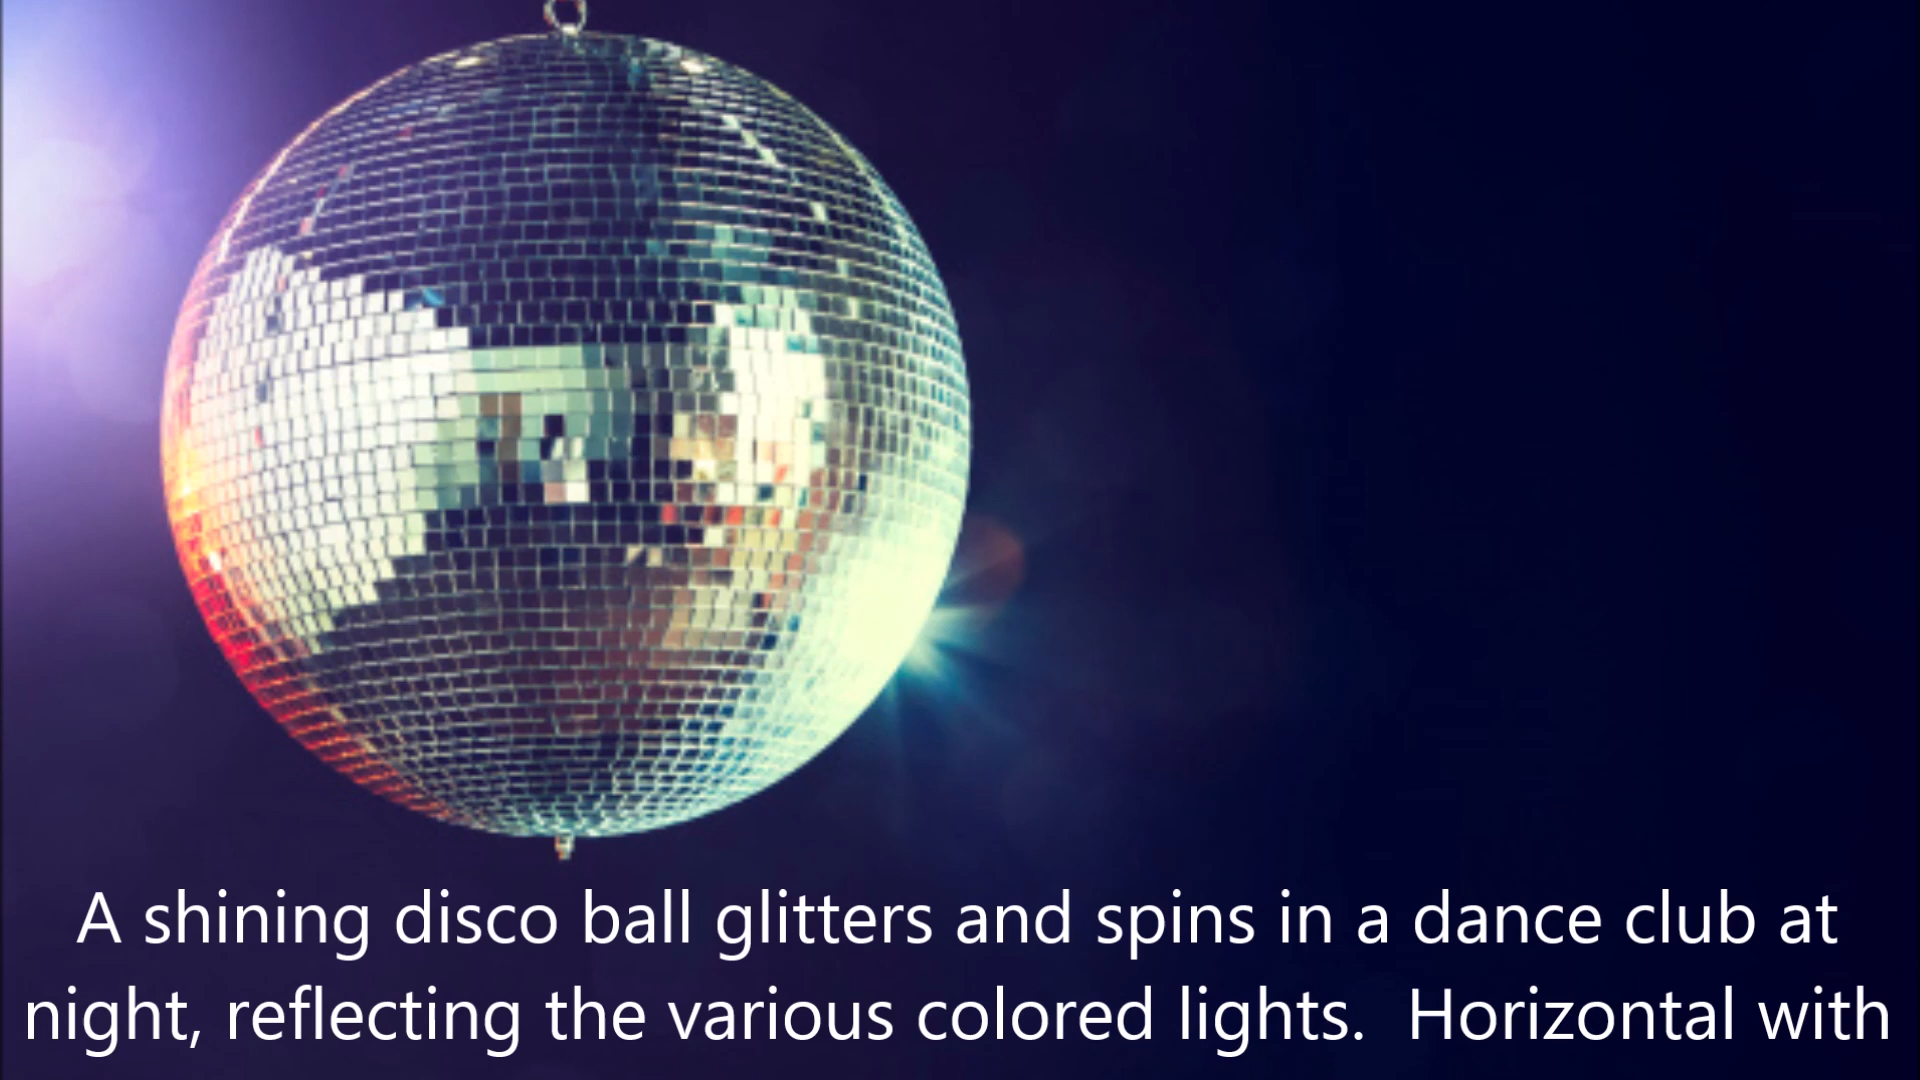 A shining disco ball glitters and spins in a dance club at
night, reflecting the various colored lights.  Horizontal with